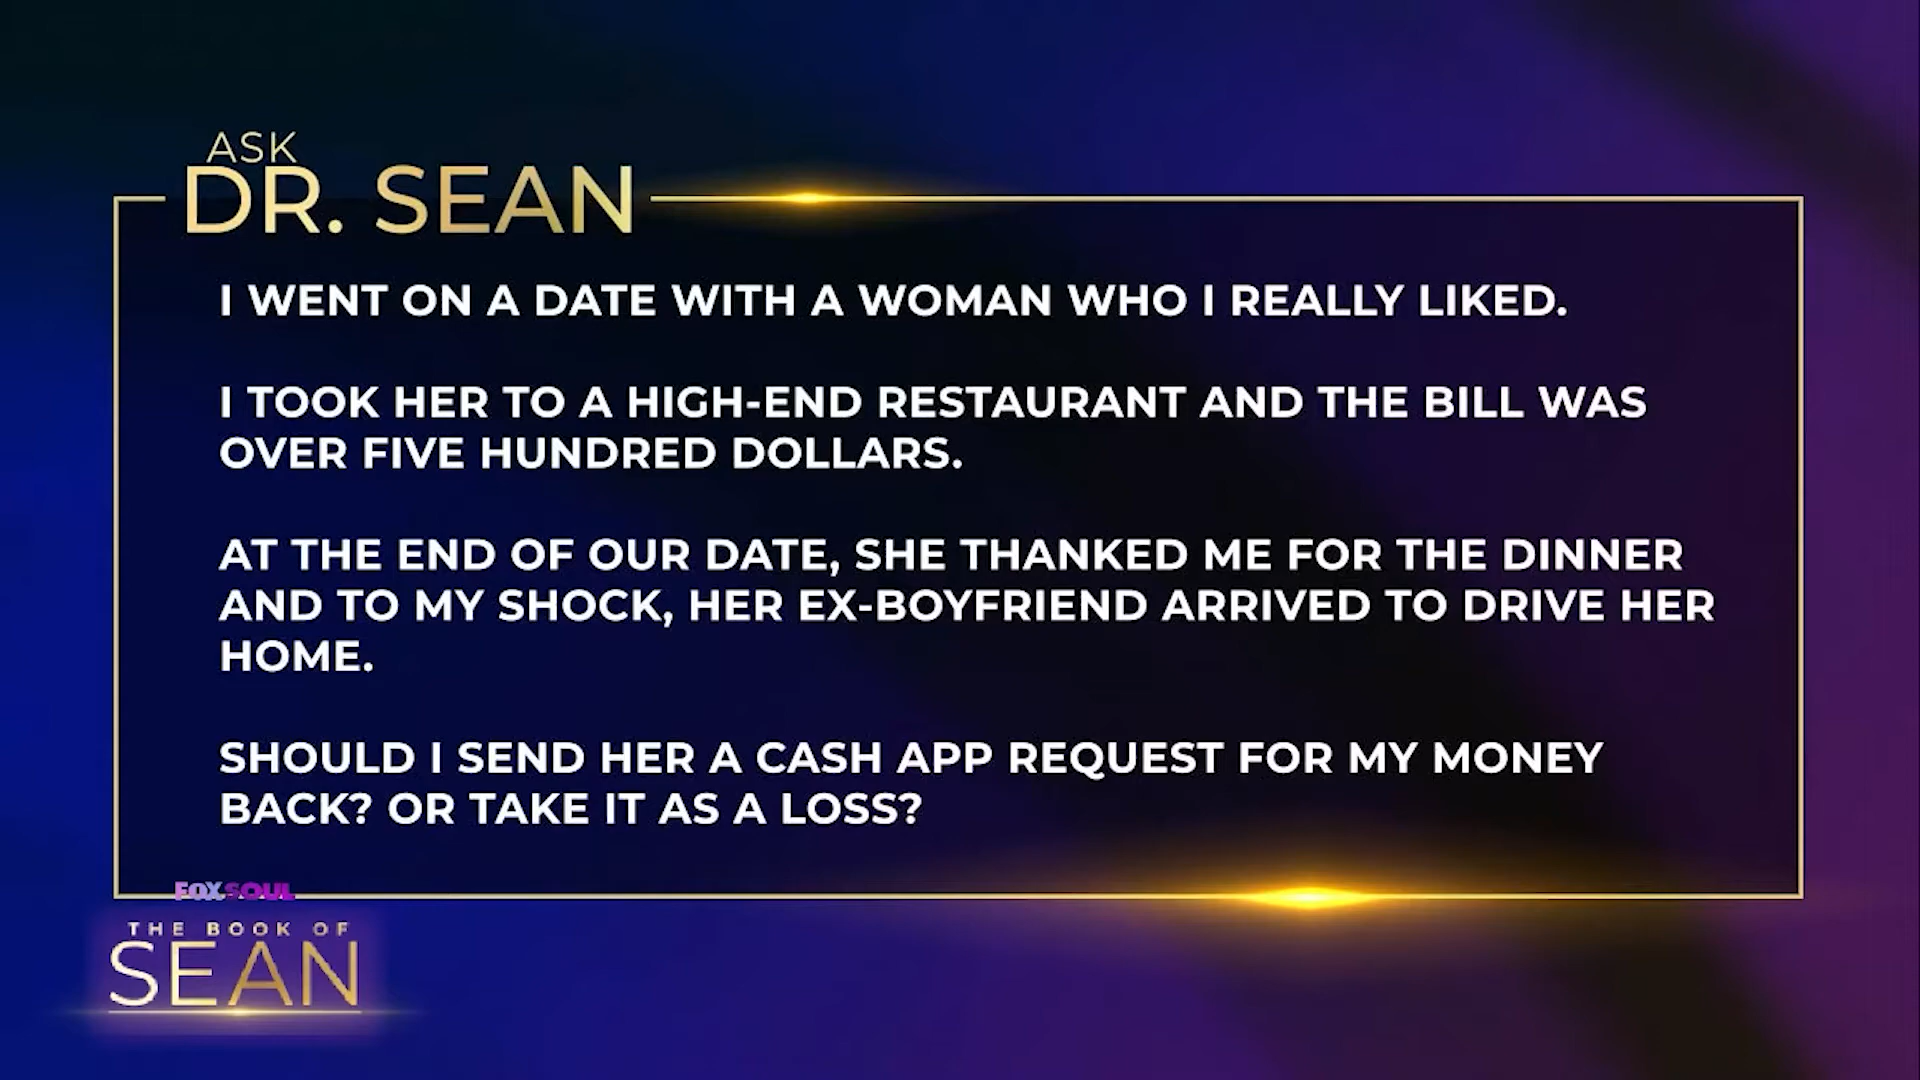 ASK
DR. SEAN
I WENT ON A DATE WITH A WOMAN WHO I REALLY LIKED.
I TOOK HER TO A HIGH-END RESTAURANT AND THE BILL WAS
OVER FIVE HUNDRED DOLLARS.
AT THE END OF OUR DATE, SHE THANKED ME FOR THE DINNER
AND TO MY SHOCK, HER EX-BOYFRIEND ARRIVED TO DRIVE HER
HOME.
SHOULD I SEND HER A CASH APP REQUEST FOR MY MONEY
BACK? OR TAKE IT AS A LOSS?
FOX SOUL
THE BOOK OF
SEAN